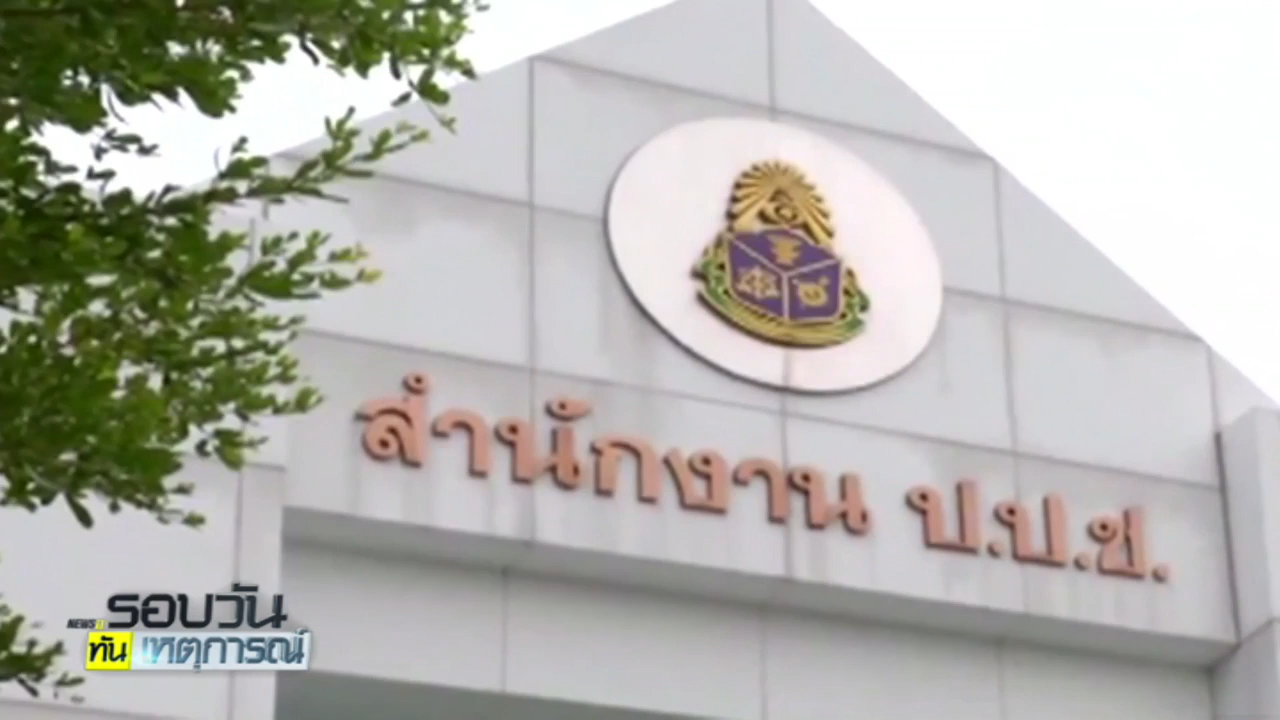 สำนักงาน ป.ป.ช.
NEWS1 รอบวัน
ทัน เหตุการณ์